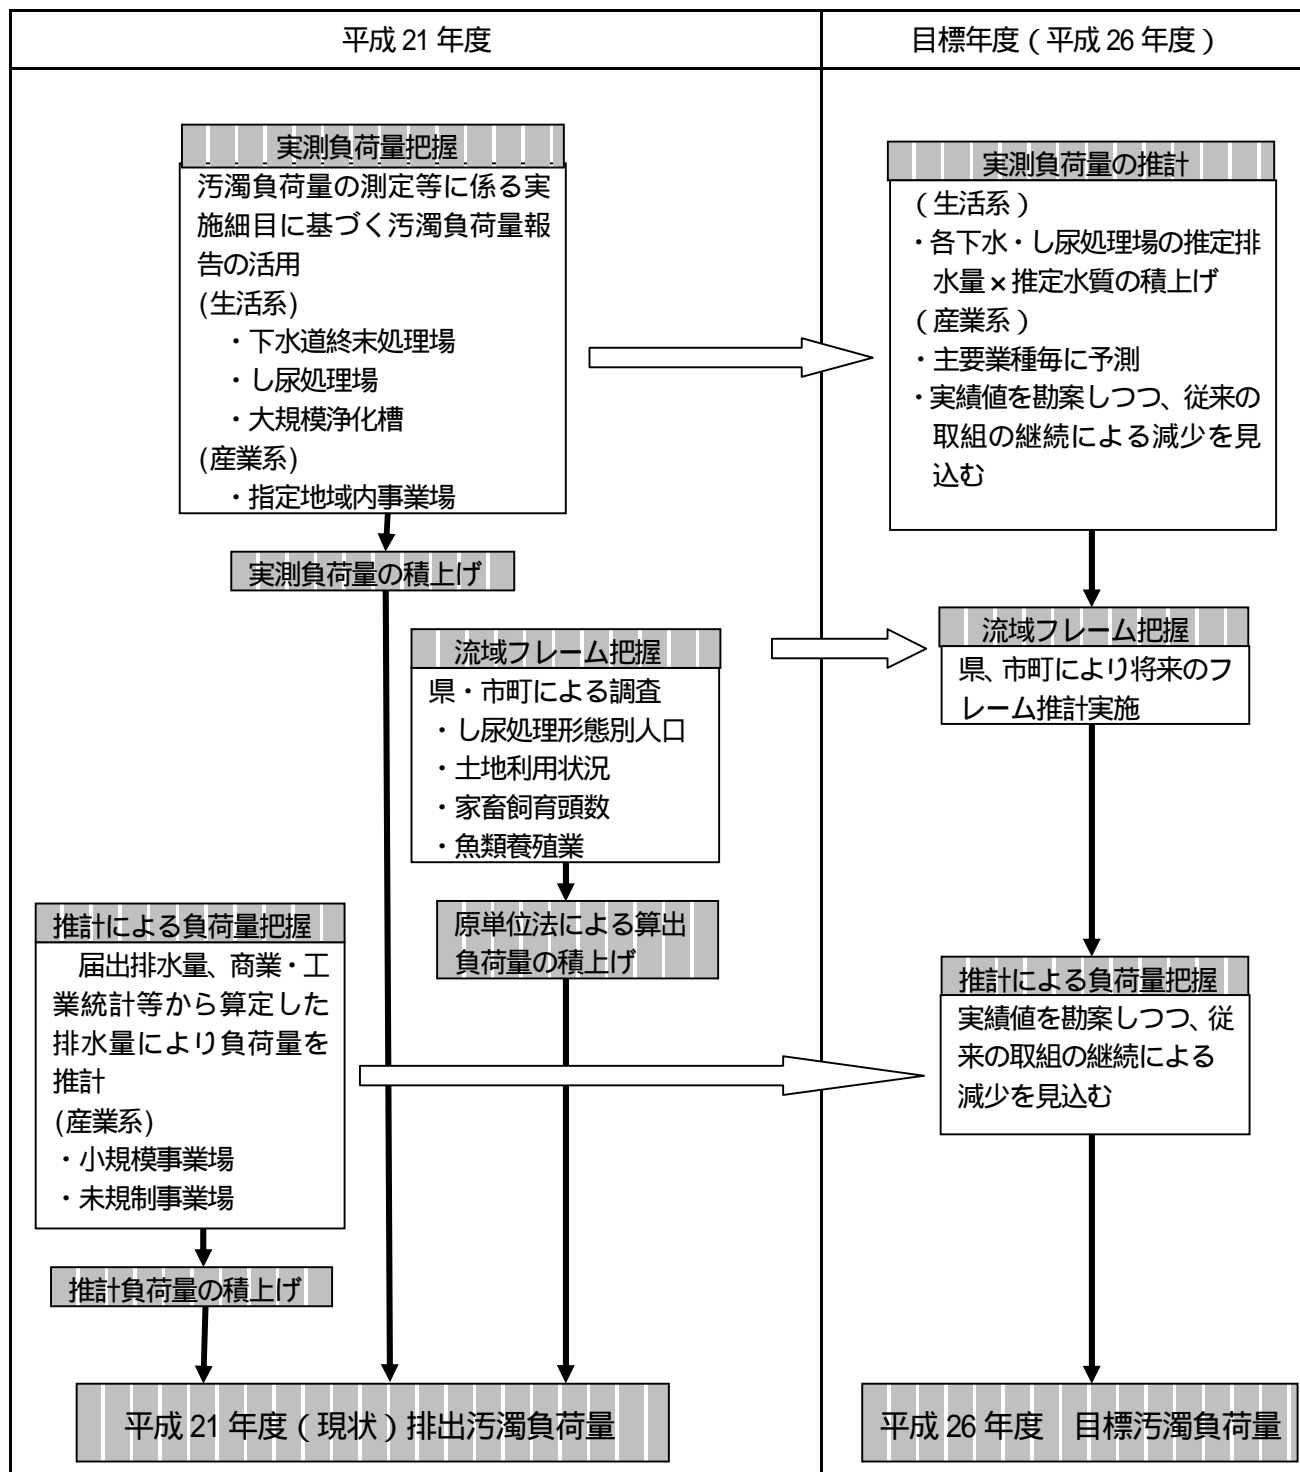 平成 21 年度
目標年度（平成 26 年度）
実測負荷量把握
汚濁負荷量の測定等に係る実
施細目に基づく汚濁負荷量報
告の活用
(生活系)
・下水道終末処理場
・し尿処理場
・大規模浄化槽
(産業系)
・指定地域内事業場
実測負荷量の積上げ
流域フレーム把握
県・市町による調査
・し尿処理形態別人口
・土地利用状況
・家畜飼育頭数
・魚類養殖業
原単位法による算出
負荷量の積上げ
推計による負荷量把握
届出排水量、商業・工
業統計等から算定した
排水量により負荷量を
推計
(産業系)
・小規模事業場
・未規制事業場
推計負荷量の積上げ
平成 21 年度（現状）排出汚濁負荷量
実測負荷量の推計
（生活系）
・各下水・し尿処理場の推定排
水量×推定水質の積上げ
（産業系）
・主要業種毎に予測
・実績値を勘案しつつ、従来の
取組の継続による減少を見
込む
流域フレーム把握
県、市町により将来のフ
レーム推計実施
推計による負荷量把握
実績値を勘案しつつ、従
来の取組の継続による
減少を見込む
平成 26 年度　目標汚濁負荷量